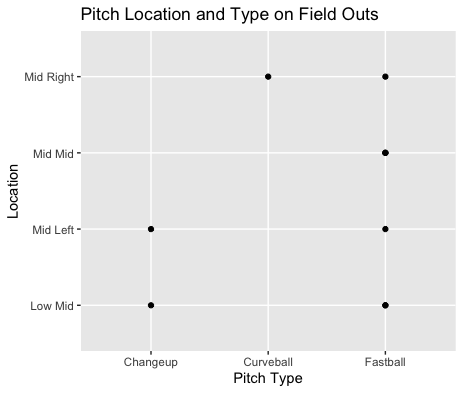 Pitch Location and Type on Field Outs
Location
Mid Right
Mid Mid
Mid Left
Low Mid
Changeup Curveball Fastball
Pitch Type